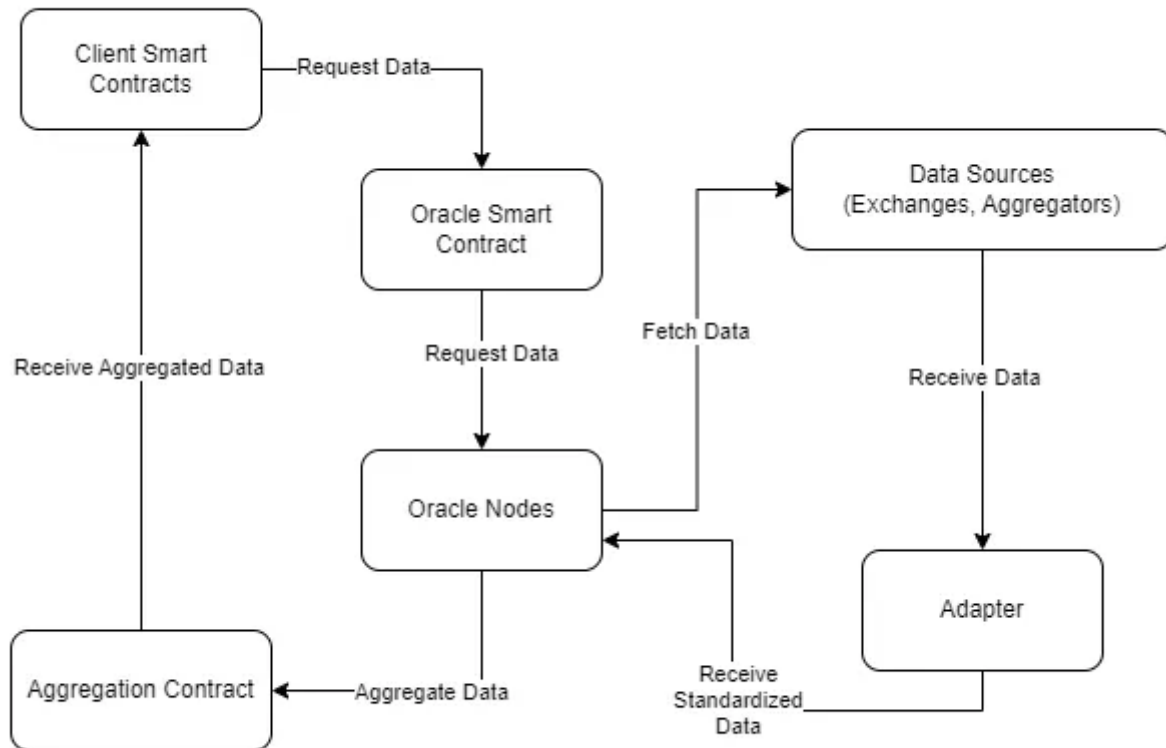 Client Smart
Contracts
Request Data
Oracle Smart
Contract
Data Sources
(Exchanges, Aggregators)
Fetch Data
Request Data
Receive Aggregated Data
Receive Data
Oracle Nodes
Adapter
Receive
Standardized
Data
Aggregate Data
Aggregation Contract